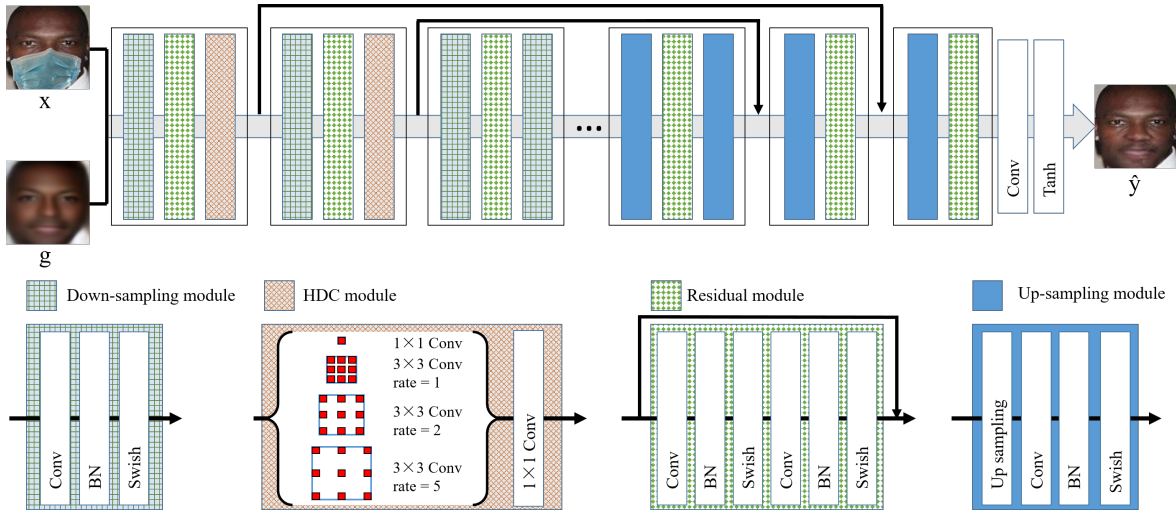 x
g
...
Conv
Tanh
ŷ
Down-sampling module
HDC module
Residual module
Up-sampling module
Conv
BN
Swish
1×1 Conv
3×3 Conv
rate = 1
3×3 Conv
rate = 2
3×3 Conv
rate = 5
1×1 Conv
Conv
BN
Swish
Conv
BN
Swish
Up sampling
Conv
BN
Swish